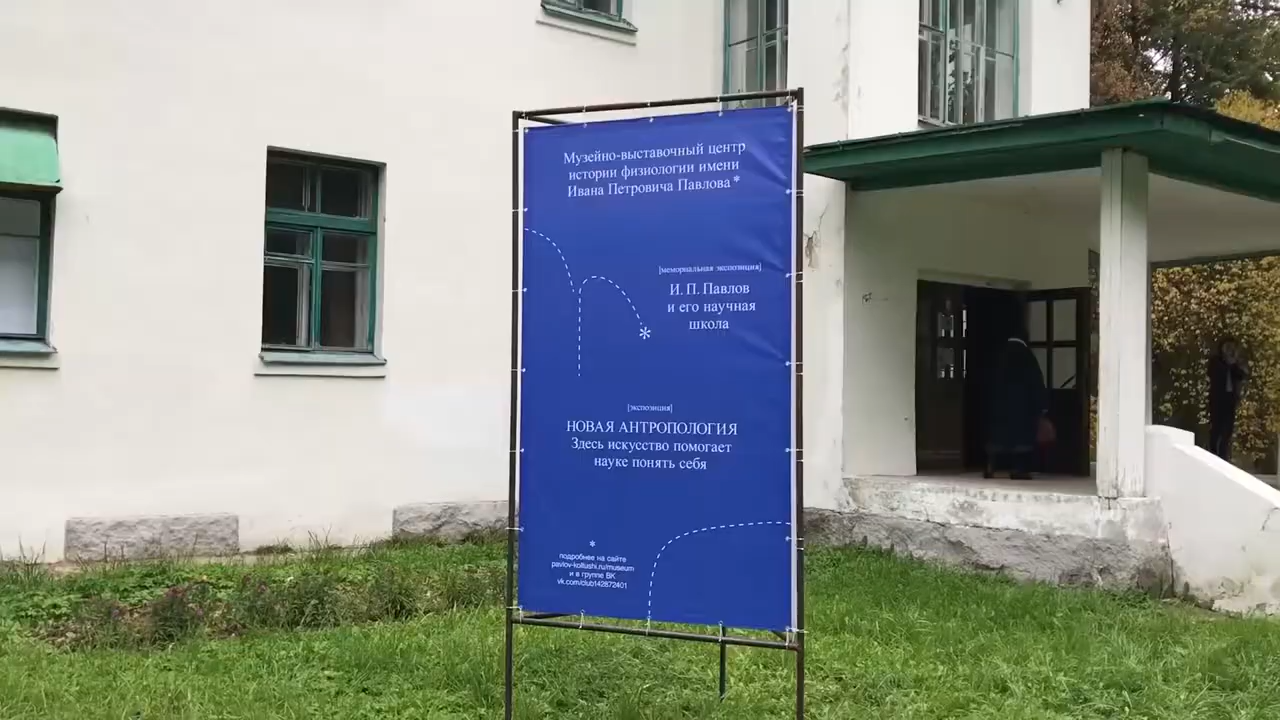 Музейно-выставочный центр
истории физиологии имени
Ивана Петровича Павлова*
[мемориальная экспозиция]
И. П. Павлов
и его научная
школа
*
[экспозиция]
НОВАЯ АНТРОПОЛОГИЯ
Здесь искусство помогает
науке понять себя
*
подробнее на сайте
pavlov-koltushi.ru/museum
и в группе ВК
vk.com/club142872401